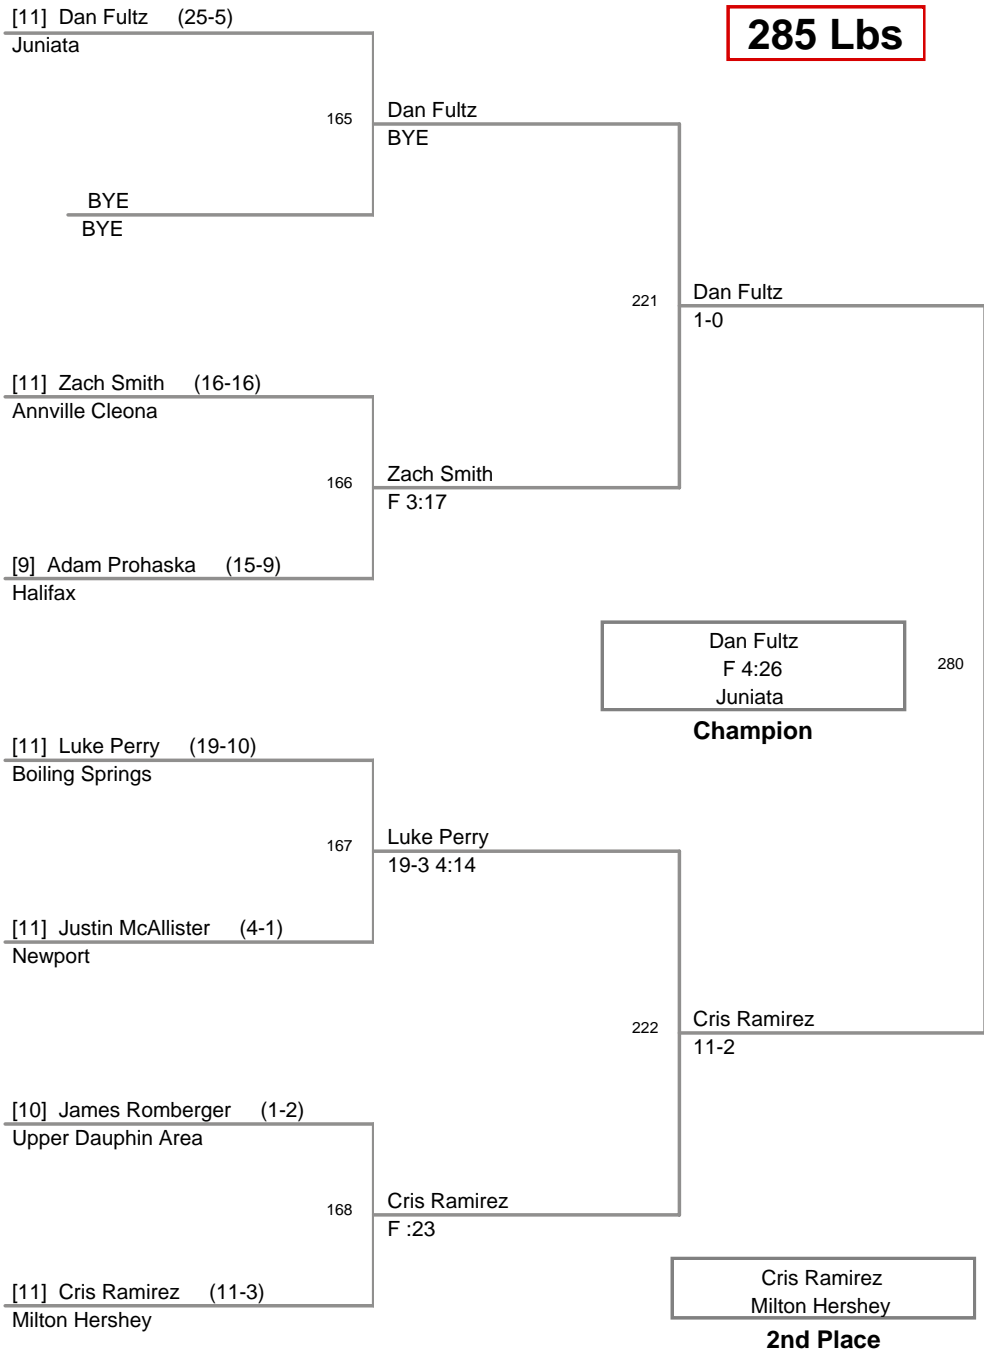 [11] Dan Fultz (25-5)
Juniata
285 Lbs
165
Dan Fultz
BYE
BYE
BYE
221
Dan Fultz
1-0
[11] Zach Smith (16-16)
Annville Cleona
166
Zach Smith
F 3:17
[9] Adam Prohaska (15-9)
Halifax
Dan Fultz
F 4:26
Juniata
Champion
280
[11] Luke Perry (19-10)
Boiling Springs
167
Luke Perry
19-3 4:14
[11] Justin McAllister (4-1)
Newport
222
Cris Ramirez
11-2
[10] James Romberger (1-2)
Upper Dauphin Area
168
Cris Ramirez
F :23
[11] Cris Ramirez (11-3)
Milton Hershey
Cris Ramirez
Milton Hershey
2nd Place